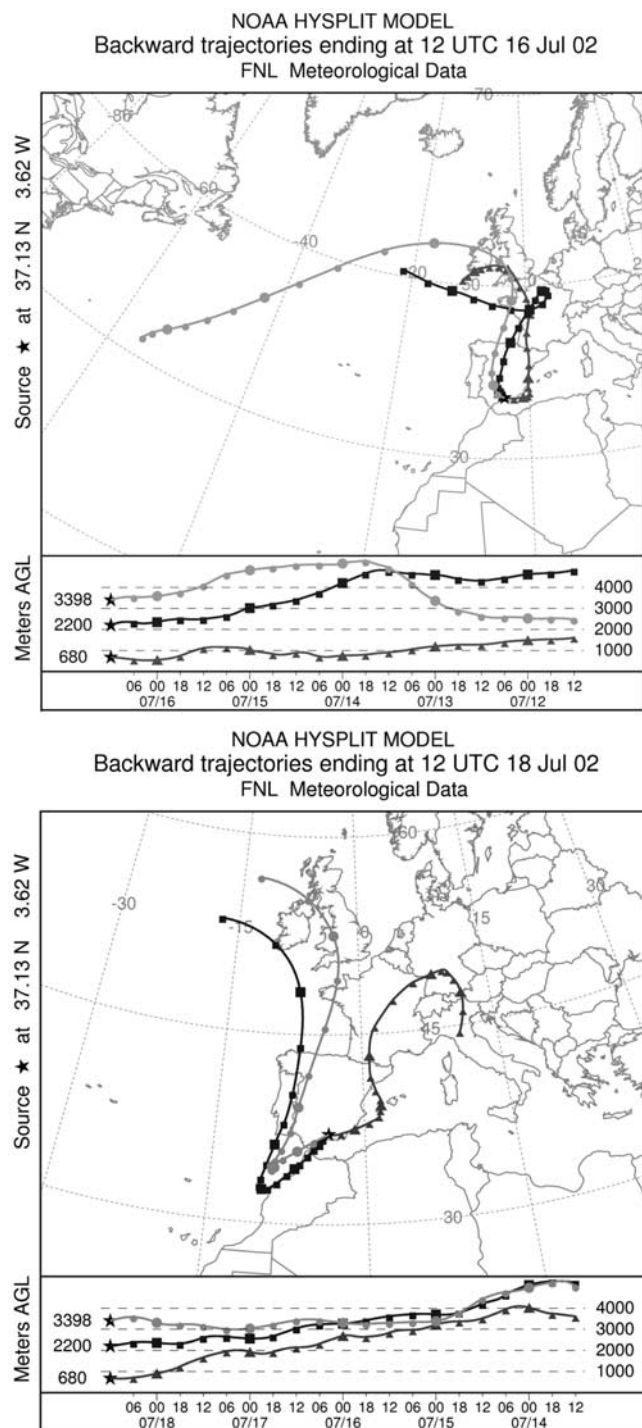 NOAA HYSPLIT MODEL
Backward trajectories ending at 12 UTC 16 Jul 02
FNL Meteorological Data
Source ★ at 37.13 N 3.62 W
-80
-60
-40
-20
70
50
30
Meters AGL
3398
2200
680
4000
3000
2000
1000
06 00 18 12 06 00 18 12 06 00 18 12 06 00 18 12 06 00 18 12
07/16 07/15 07/14 07/13 07/12
NOAA HYSPLIT MODEL
Backward trajectories ending at 12 UTC 18 Jul 02
FNL Meteorological Data
Source ★ at 37.13 N 3.62 W
-30
-15
0
15
30
60
45
-30
Meters AGL
3398
2200
680
4000
3000
2000
1000
06 00 18 12 06 00 18 12 06 00 18 12 06 00 18 12 06 00 18 12
07/18 07/17 07/16 07/15 07/14